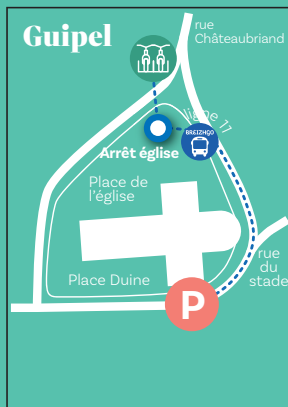 Guipel
rue
Châteaubriand
ligne 11
BREIZHGO
Arrêt église
Place de
l'église
Place Duine
rue
du
stade
P